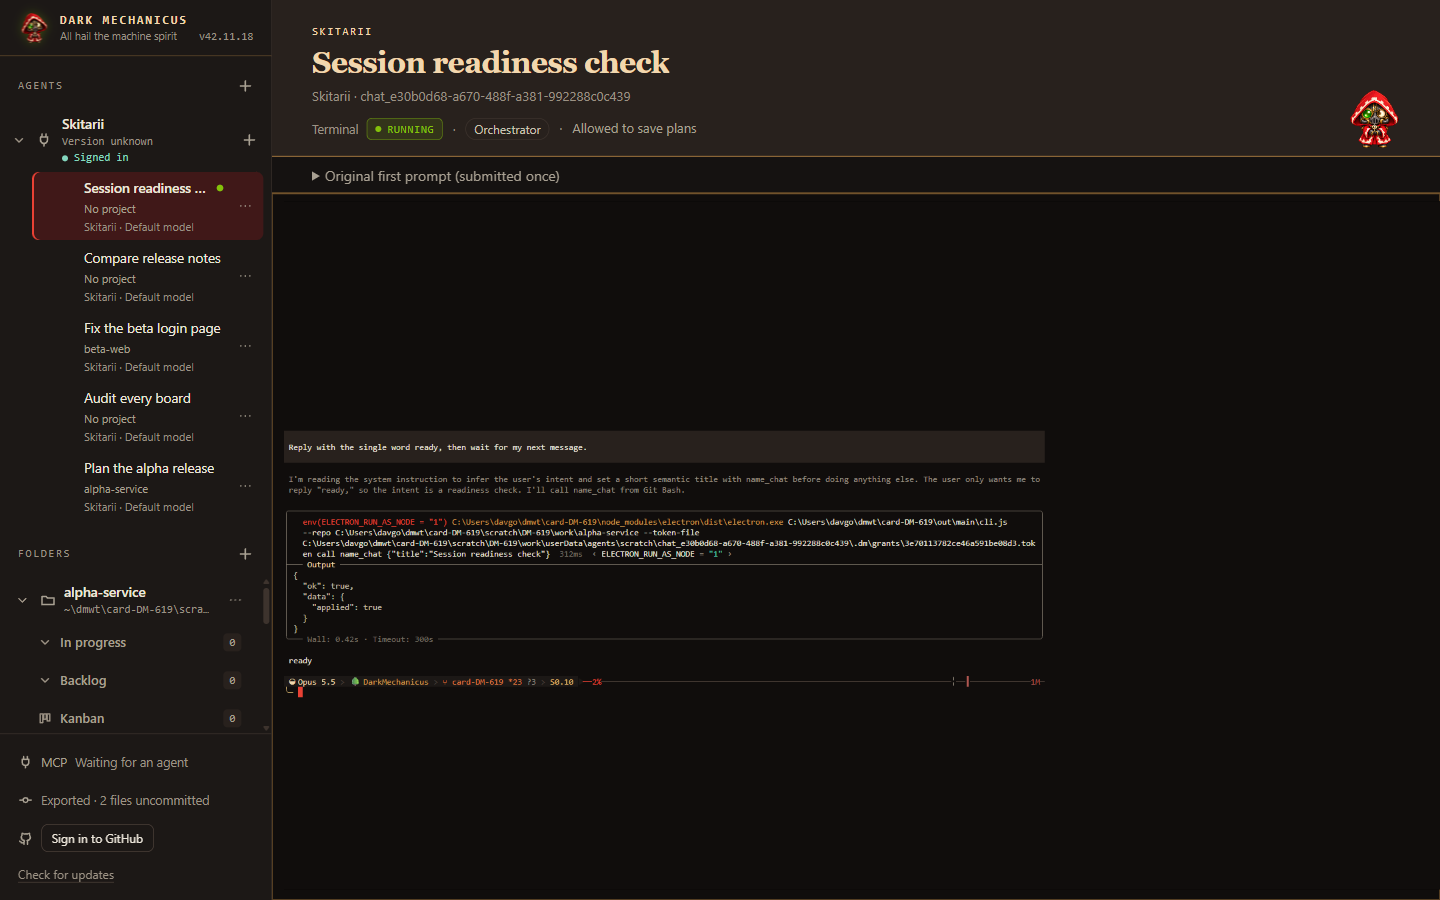 DARK MECHANICUS
All hail the machine spirit v42.11.18
AGENTS
Skitarii
Version unknown
Signed in
Session readiness ...
No project
Skitarii · Default model
Compare release notes
No project
Skitarii · Default model
Fix the beta login page
beta-web
Skitarii · Default model
Audit every board
No project
Skitarii · Default model
Plan the alpha release
alpha-service
Skitarii · Default model
FOLDERS
alpha-service
~\dmwt\card-DM-619\scra...
In progress 0
Backlog 0
Kanban 0
MCP Waiting for an agent
Exported · 2 files uncommitted
Sign in to GitHub
Check for updates
SKITARII
Session readiness check
Skitarii · chat_e30b0d68-a670-488f-a381-992288c0c439
Terminal RUNNING · Orchestrator · Allowed to save plans
Original first prompt (submitted once)
Reply with the single word ready, then wait for my next message.
I'm reading the system instruction to infer the user's intent and set a short semantic title with name_chat before doing anything else. The user only wants me to
reply "ready," so the intent is a readiness check. I'll call name_chat from Git Bash.
env(ELECTRON_RUN_AS_NODE = "1") C:\Users\davgo\dmwt\card-DM-619\node_modules\electron\dist\electron.exe C:\Users\davgo\dmwt\card-DM-619\out\main\cli.js
--repo C:\Users\davgo\dmwt\card-DM-619\scratch\DM-619\work\alpha-service --token-file
C:\Users\davgo\dmwt\card-DM-619\scratch\DM-619\work\userData\agents\scratch\chat_e30b0d68-a670-488f-a381-992288c0c439\.dm\grants\3e70113782ce46a591be08d3.tok
en call name_chat {"title":"Session readiness check"} 312ms ‹ ELECTRON_RUN_AS_NODE = "1" ›
Output
{
"ok": true,
"data": {
"applied": true
}
}
Wall: 0.42s · Timeout: 300s
ready
Opus 5.5 > DarkMechanicus > card-DM-619 *23 ?3 > $0.10 2% 1M